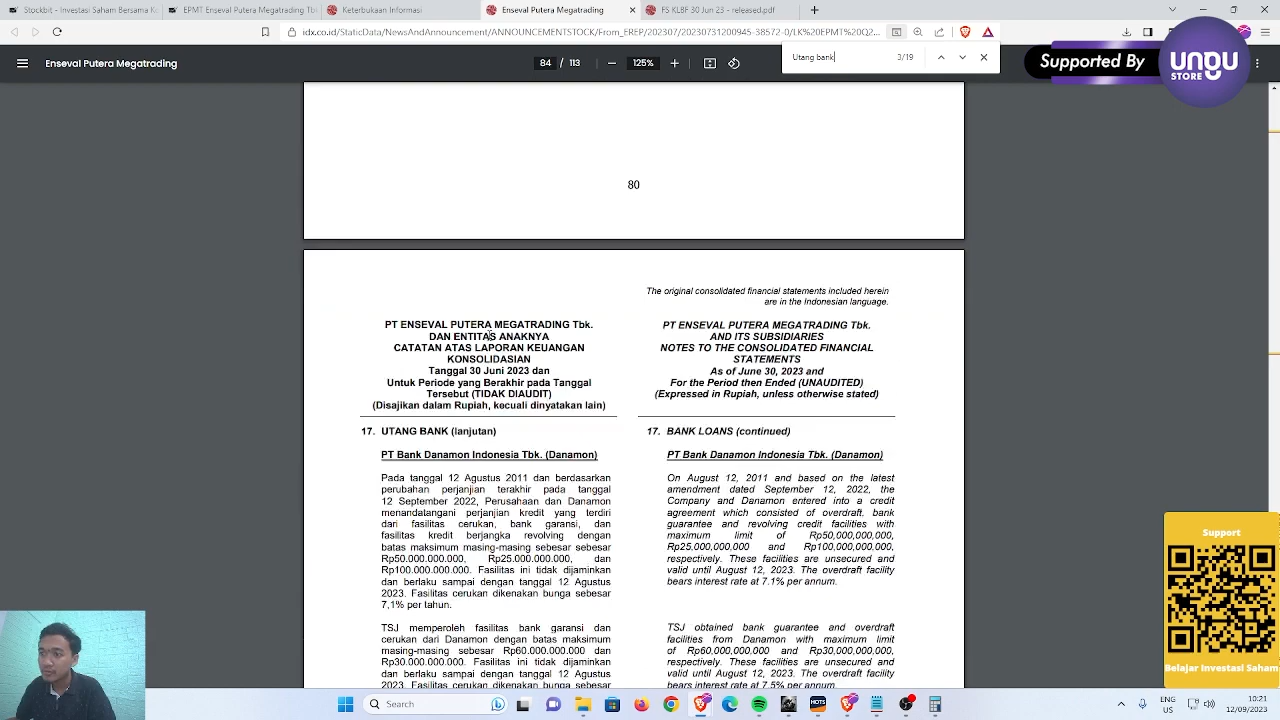 Stockbit - Investasi Saham Bersama Ko
EPMT Enseval Putera Megatrading Tb
Keterbukaan Informasi
Enseval Putera Megatrading
FS KLBF 30 Jun 23 - released.pdf
idx.co.id/StaticData/NewsAndAnnouncement/ANNOUNCEMENTSTOCK/From_EREP/202307/20230731200945-38572-0/LK%20EPMT%20Q2...
Utang bank
3/19
Enseval Putera Megatrading
84 / 113
125%
Supported By
UNGU
STORE
80
The original consolidated financial statements included herein
are in the Indonesian language.
PT ENSEVAL PUTERA MEGATRADING Tbk.
DAN ENTITAS ANAKNYA
CATATAN ATAS LAPORAN KEUANGAN
KONSOLIDASIAN
Tanggal 30 Juni 2023 dan
Untuk Periode yang Berakhir pada Tanggal
Tersebut (TIDAK DIAUDIT)
(Disajikan dalam Rupiah, kecuali dinyatakan lain)
17. UTANG BANK (lanjutan)
PT Bank Danamon Indonesia Tbk. (Danamon)
Pada tanggal 12 Agustus 2011 dan berdasarkan
perubahan perjanjian terakhir pada tanggal
12 September 2022, Perusahaan dan Danamon
menandatangani perjanjian kredit yang terdiri
dari fasilitas cerukan, bank garansi, dan
fasilitas kredit berjangka revolving dengan
batas maksimum masing-masing sebesar sebesar
Rp50.000.000.000, Rp25.000.000.000, dan
Rp100.000.000.000. Fasilitas ini tidak dijaminkan
dan berlaku sampai dengan tanggal 12 Agustus
2023. Fasilitas cerukan dikenakan bunga sebesar
7,1% per tahun.
TSJ memperoleh fasilitas bank garansi dan
cerukan dari Danamon dengan batas maksimum
masing-masing sebesar Rp60.000.000.000 dan
Rp30.000.000.000. Fasilitas ini tidak dijaminkan
dan berlaku sampai dengan tanggal 12 Agustus
2023. Fasilitas cerukan dikenakan bunga sebesar
PT ENSEVAL PUTERA MEGATRADING Tbk.
AND ITS SUBSIDIARIES
NOTES TO THE CONSOLIDATED FINANCIAL
STATEMENTS
As of June 30, 2023 and
For the Period then Ended (UNAUDITED)
(Expressed in Rupiah, unless otherwise stated)
17. BANK LOANS (continued)
PT Bank Danamon Indonesia Tbk. (Danamon)
On August 12, 2011 and based on the latest
amendment dated September 12, 2022, the
Company and Danamon entered into a credit
agreement which consisted of overdraft, bank
guarantee and revolving credit facilities with
maximum limit of Rp50,000,000,000,
Rp25,000,000,000 and Rp100,000,000,000,
respectively. These facilities are unsecured and
valid until August 12, 2023. The overdraft facility
bears interest rate at 7.1% per annum.
TSJ obtained bank guarantee and overdraft
facilities from Danamon with maximum limit
of Rp60,000,000,000 and Rp30,000,000,000,
respectively. These facilities are unsecured and
valid until August 12, 2023. The overdraft facility
bears interest rate at 7.5% per annum.
Support
Belajar Investasi Saham
Search
HOTS
ENG
US
10:21
12/09/2023